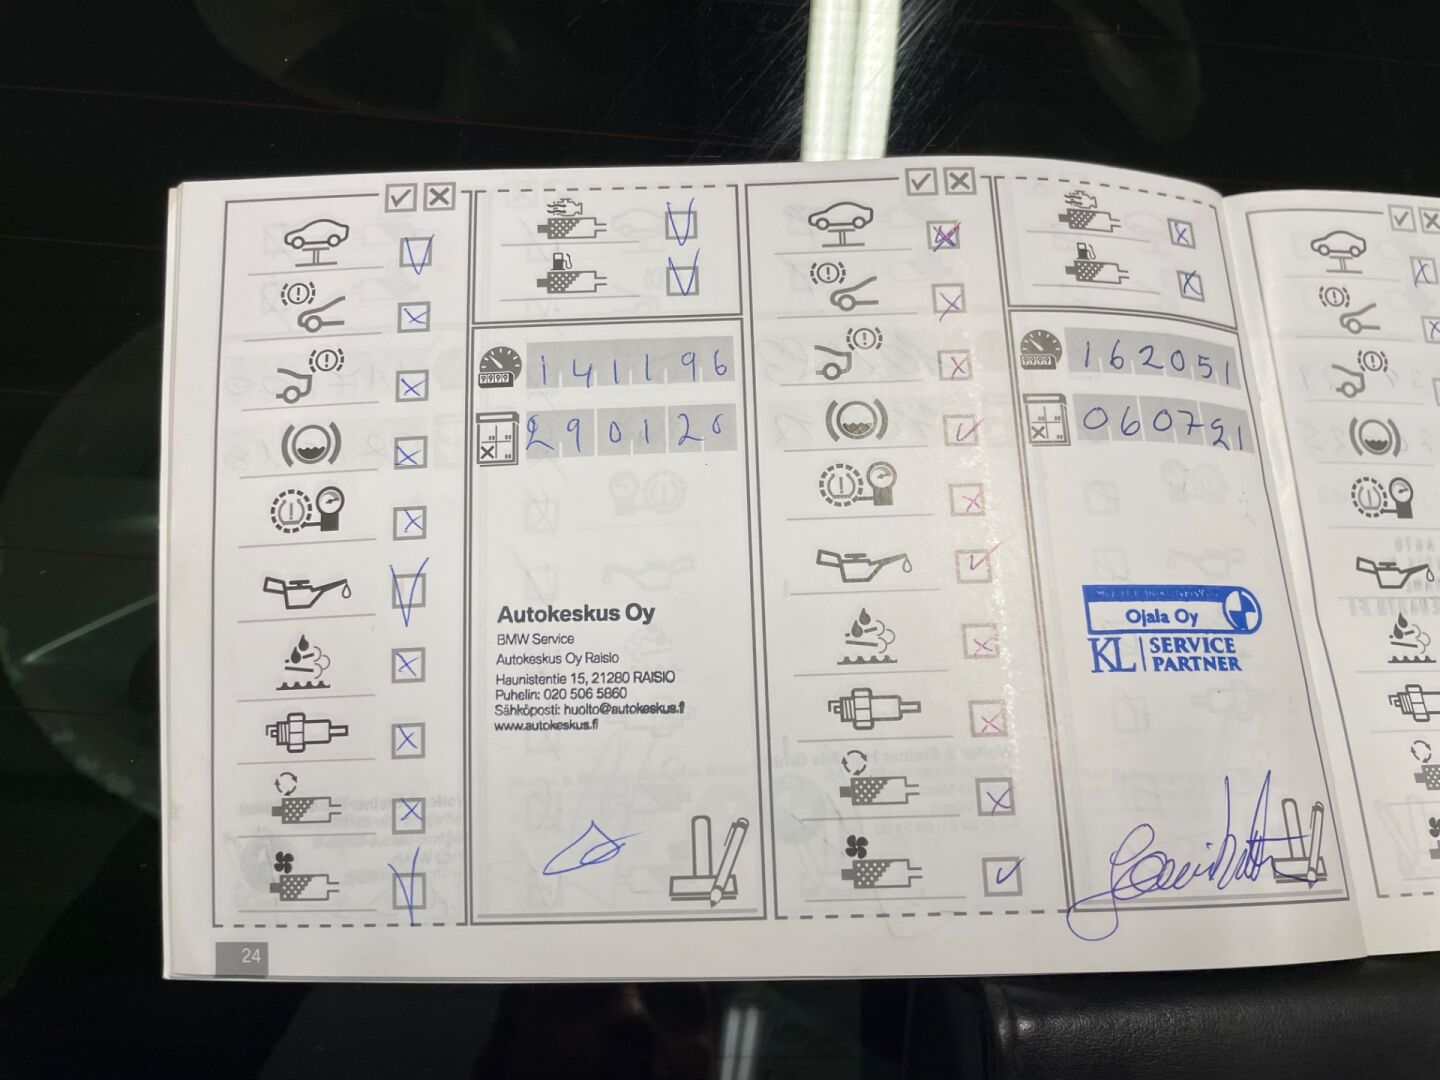 141196
290120
Autokeskus Oy
BMW Service
Autokeskus Oy Raisio
Haunistentie 15, 21280 RAISIO
Puhelin: 020 506 5860
Sähköposti: huolto@autokeskus.fi
www.autokeskus.fi
24
162051
060721
Ojala Oy
KL SERVICE
PARTNER